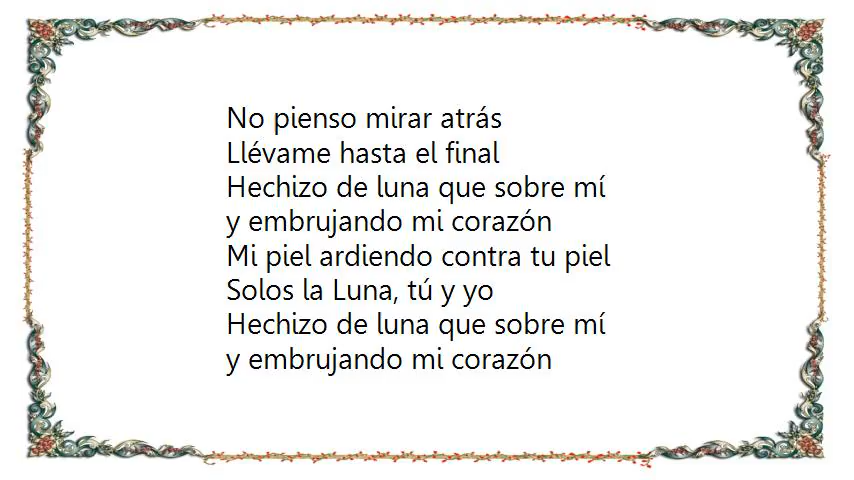 No pienso mirar atrás
Llévame hasta el final
Hechizo de luna que sobre mí
y embrujando mi corazón
Mi piel ardiendo contra tu piel
Solos la Luna, tú y yo
Hechizo de luna que sobre mí
y embrujando mi corazón